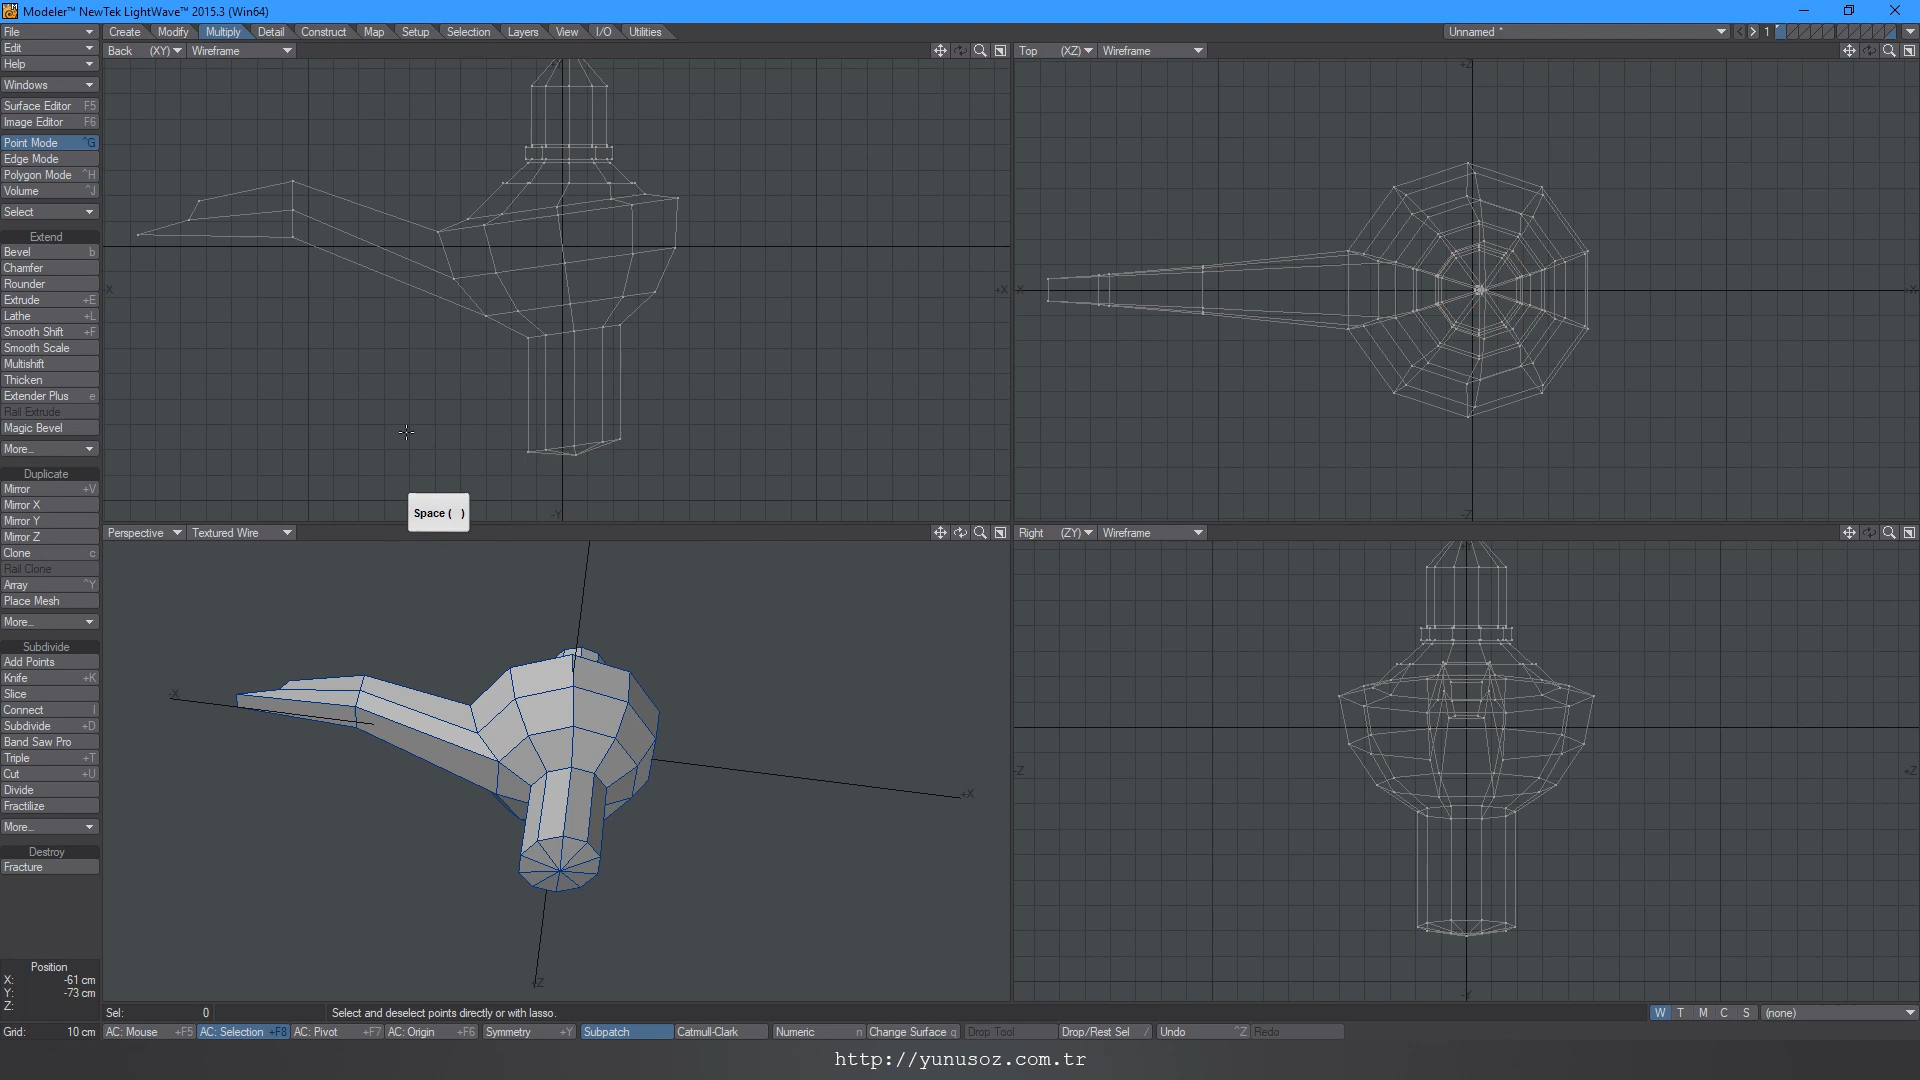 Modeler™ NewTek LightWave™ 2015.3 (Win64)
File Create Modify Multiply Detail Construct Map Setup Selection Layers View I/O Utilities Unnamed * 1
Edit
Help
Windows
Surface Editor F5
Image Editor F6
Point Mode ^G
Edge Mode
Polygon Mode ^H
Volume ^J
Select
Extend
Bevel b
Chamfer
Rounder
Extrude +E
Lathe +L
Smooth Shift +F
Smooth Scale
Multishift
Thicken
Extender Plus e
Rail Extrude
Magic Bevel
More...
Duplicate
Mirror +V
Mirror X
Mirror Y
Mirror Z
Clone c
Rail Clone
Array ^Y
Place Mesh
More...
Subdivide
Add Points
Knife +K
Slice
Connect l
Subdivide +D
Band Saw Pro
Triple +T
Cut +U
Divide
Fractilize
More...
Destroy
Fracture
Position
X: -61 cm
Y: -73 cm
Z:
Grid: 10 cm
Back (XY) Wireframe
X +X
-Y
Top (XZ) Wireframe
+Z
X +X
-Z
Space ( )
Perspective Textured Wire
-X
+X
-Z
Right (ZY) Wireframe
-Z +Z
-Y
Sel: 0 Select and deselect points directly or with lasso. W T M C S (none)
AC: Mouse +F5 AC: Selection +F8 AC: Pivot +F7 AC: Origin +F6 Symmetry +Y Subpatch Catmull-Clark Numeric n Change Surface q Drop Tool Drop/Rest Sel / Undo ^Z Redo
http://yunusoz.com.tr